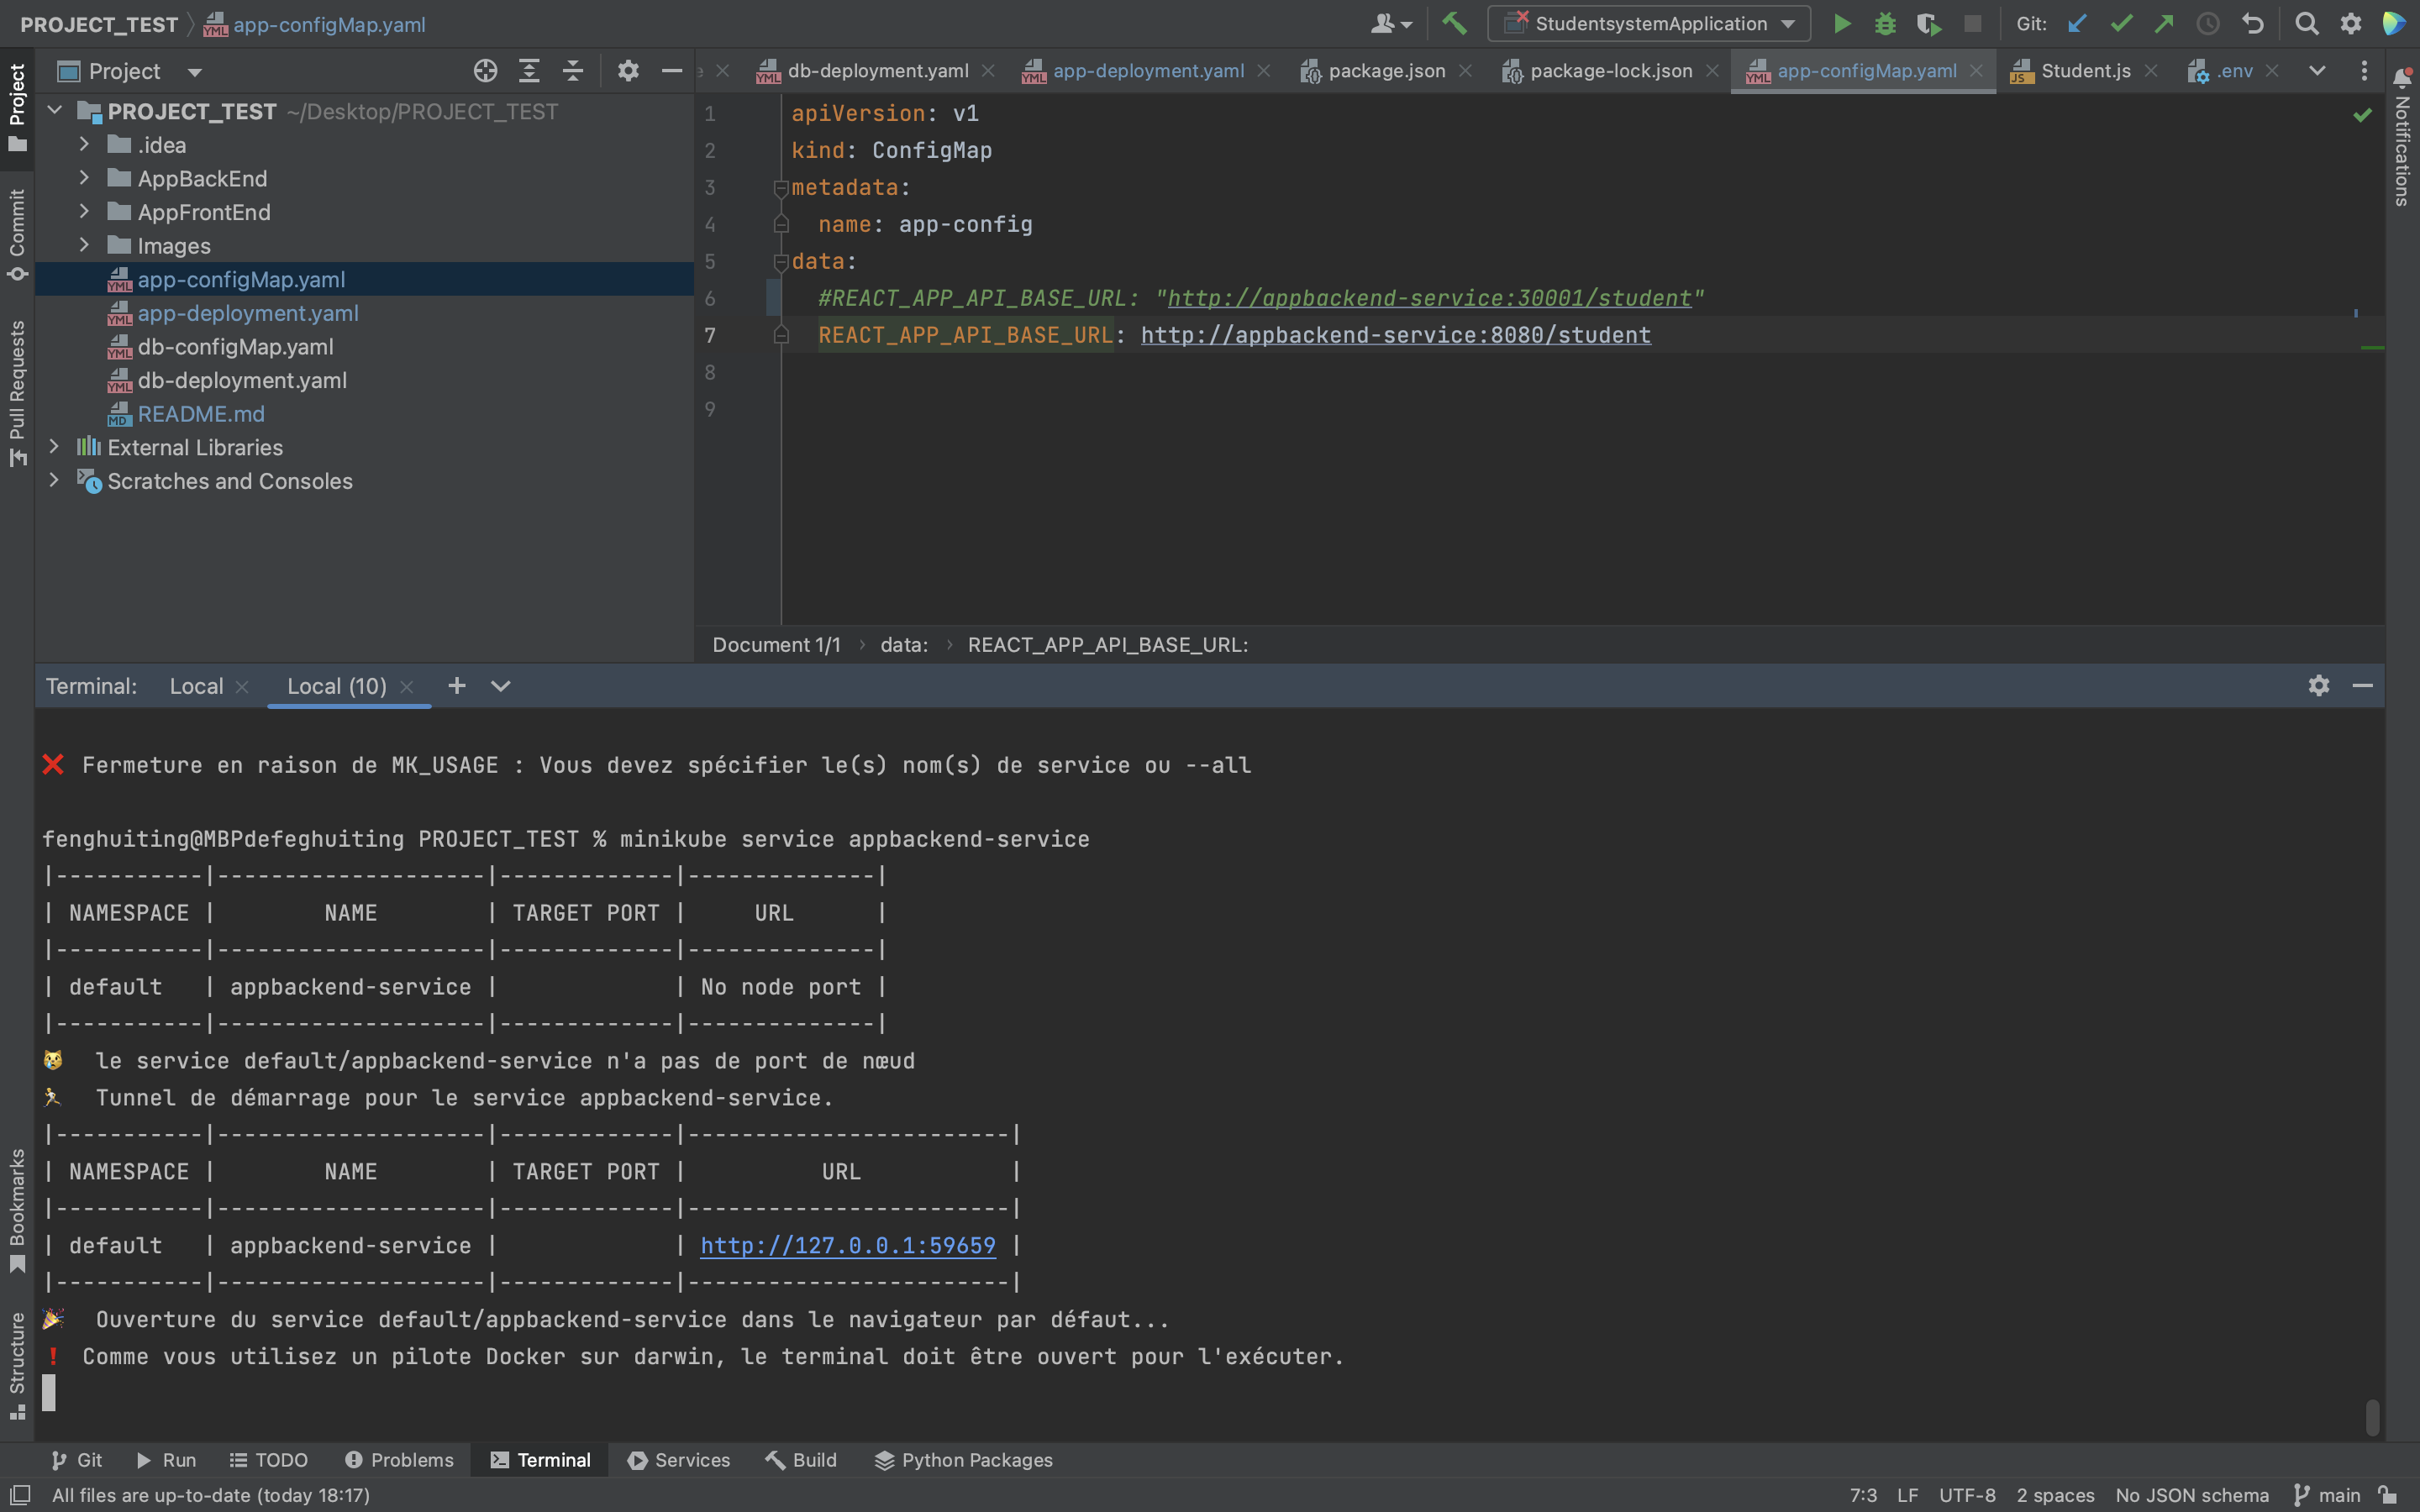 PROJECT_TEST app-configMap.yaml StudentsystemApplication Git:
Project
e db-deployment.yaml app-deployment.yaml package.json package-lock.json app-configMap.yaml Student.js .env
PROJECT_TEST ~/Desktop/PROJECT_TEST
.idea
AppBackEnd
AppFrontEnd
Images
app-configMap.yaml
app-deployment.yaml
db-configMap.yaml
db-deployment.yaml
README.md
External Libraries
Scratches and Consoles
Project
Commit
Pull Requests
Bookmarks
Structure
Notifications
1 apiVersion: v1
2 kind: ConfigMap
3 metadata:
4 name: app-config
5 data:
6 #REACT_APP_API_BASE_URL: "http://appbackend-service:30001/student"
7 REACT_APP_API_BASE_URL: http://appbackend-service:8080/student
8
9
Document 1/1 data: REACT_APP_API_BASE_URL:
Terminal: Local Local (10)
❌ Fermeture en raison de MK_USAGE : Vous devez spécifier le(s) nom(s) de service ou --all
fenghuiting@MBPdefeghuiting PROJECT_TEST % minikube service appbackend-service
|-----------|--------------------|-------------|--------------|
| NAMESPACE | NAME | TARGET PORT | URL |
|-----------|--------------------|-------------|--------------|
| default | appbackend-service | | No node port |
|-----------|--------------------|-------------|--------------|
😿 le service default/appbackend-service n'a pas de port de nœud
🏃 Tunnel de démarrage pour le service appbackend-service.
|-----------|--------------------|-------------|------------------------|
| NAMESPACE | NAME | TARGET PORT | URL |
|-----------|--------------------|-------------|------------------------|
| default | appbackend-service | | http://127.0.0.1:59659 |
|-----------|--------------------|-------------|------------------------|
🎉 Ouverture du service default/appbackend-service dans le navigateur par défaut...
❗ Comme vous utilisez un pilote Docker sur darwin, le terminal doit être ouvert pour l'exécuter.
Git Run TODO Problems Terminal Services Build Python Packages
All files are up-to-date (today 18:17) 7:3 LF UTF-8 2 spaces No JSON schema main